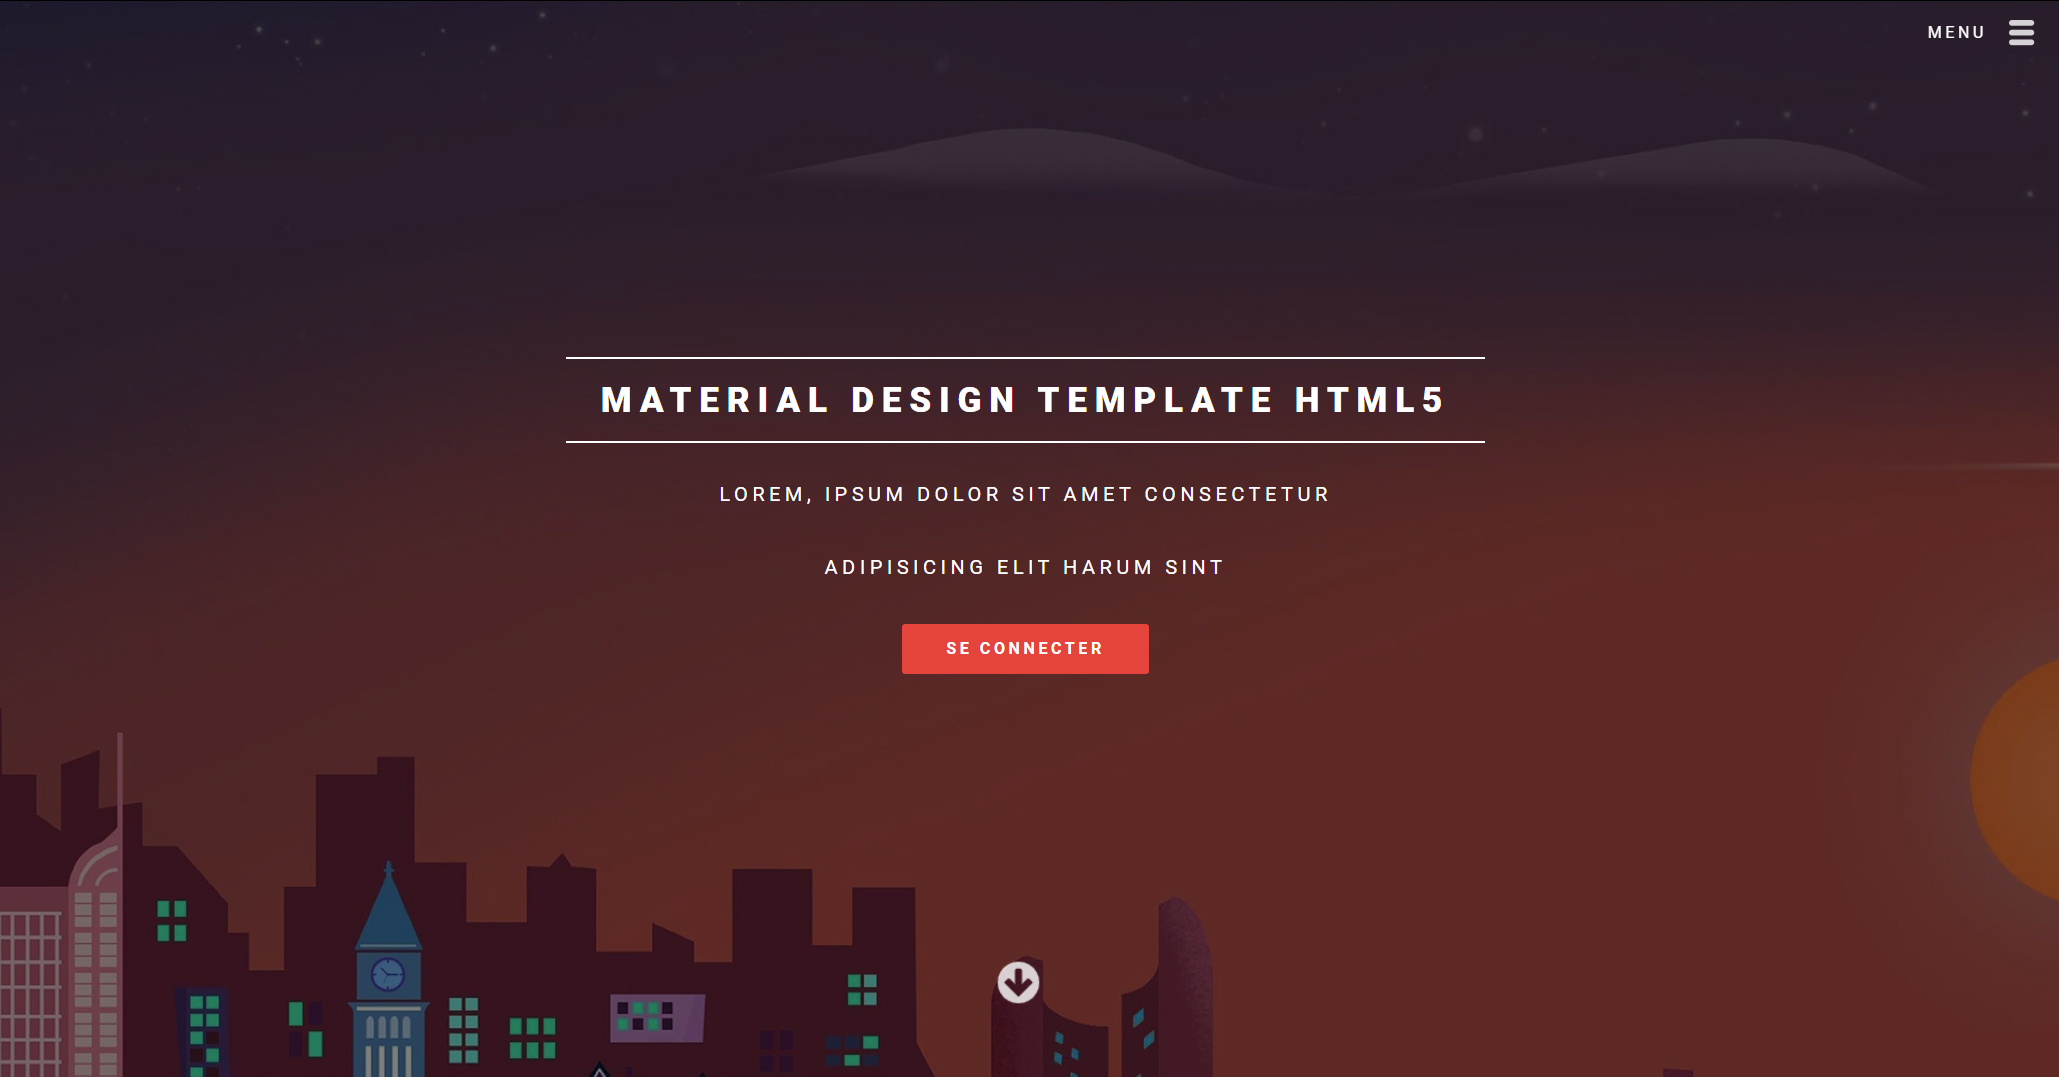 MENU
MATERIAL DESIGN TEMPLATE HTML5
LOREM, IPSUM DOLOR SIT AMET CONSECTETUR
ADIPISICING ELIT HARUM SINT
SE CONNECTER